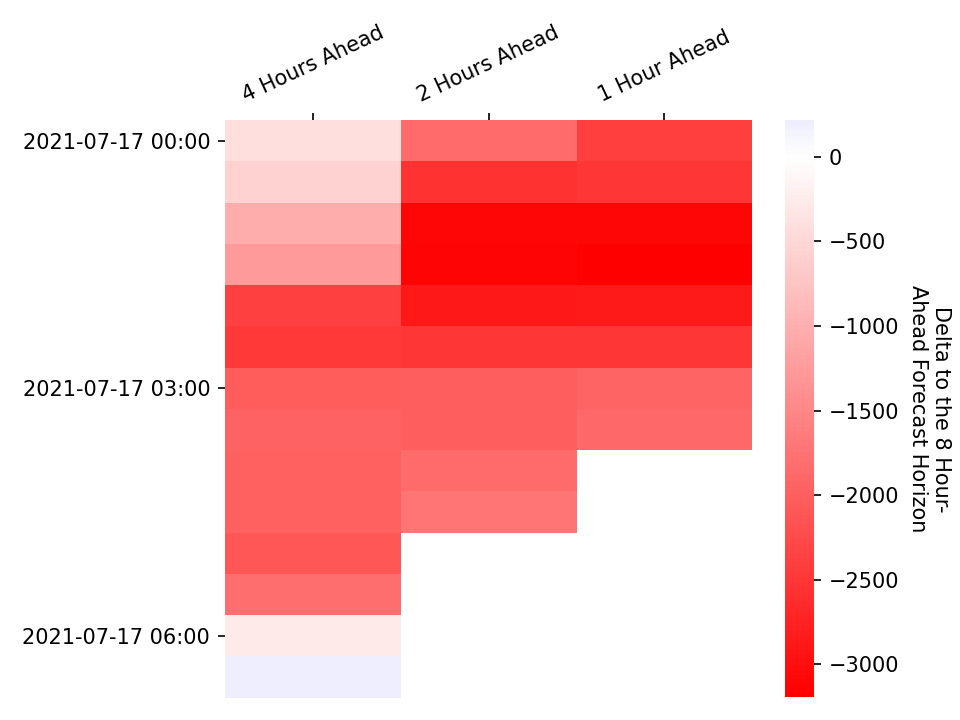 4 Hours Ahead
2 Hours Ahead
1 Hour Ahead
2021-07-17 00:00
2021-07-17 03:00
2021-07-17 06:00
0
−500
−1000
−1500
−2000
−2500
−3000
Delta to the 8 Hour-
Ahead Forecast Horizon